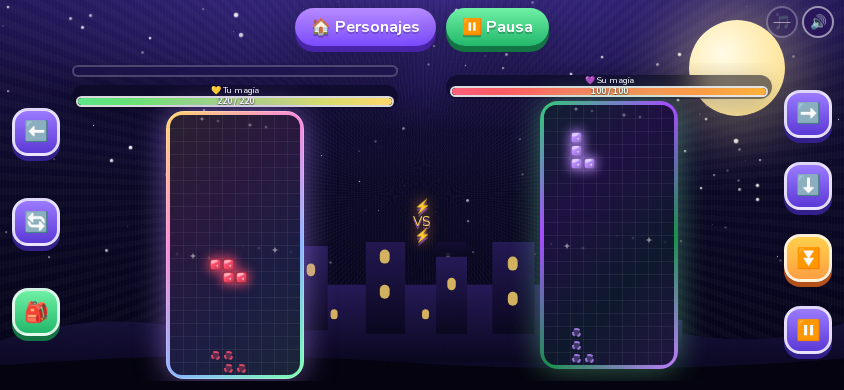 Personajes
Pausa
Tu magia
220 / 220
Su magia
100 / 100
VS